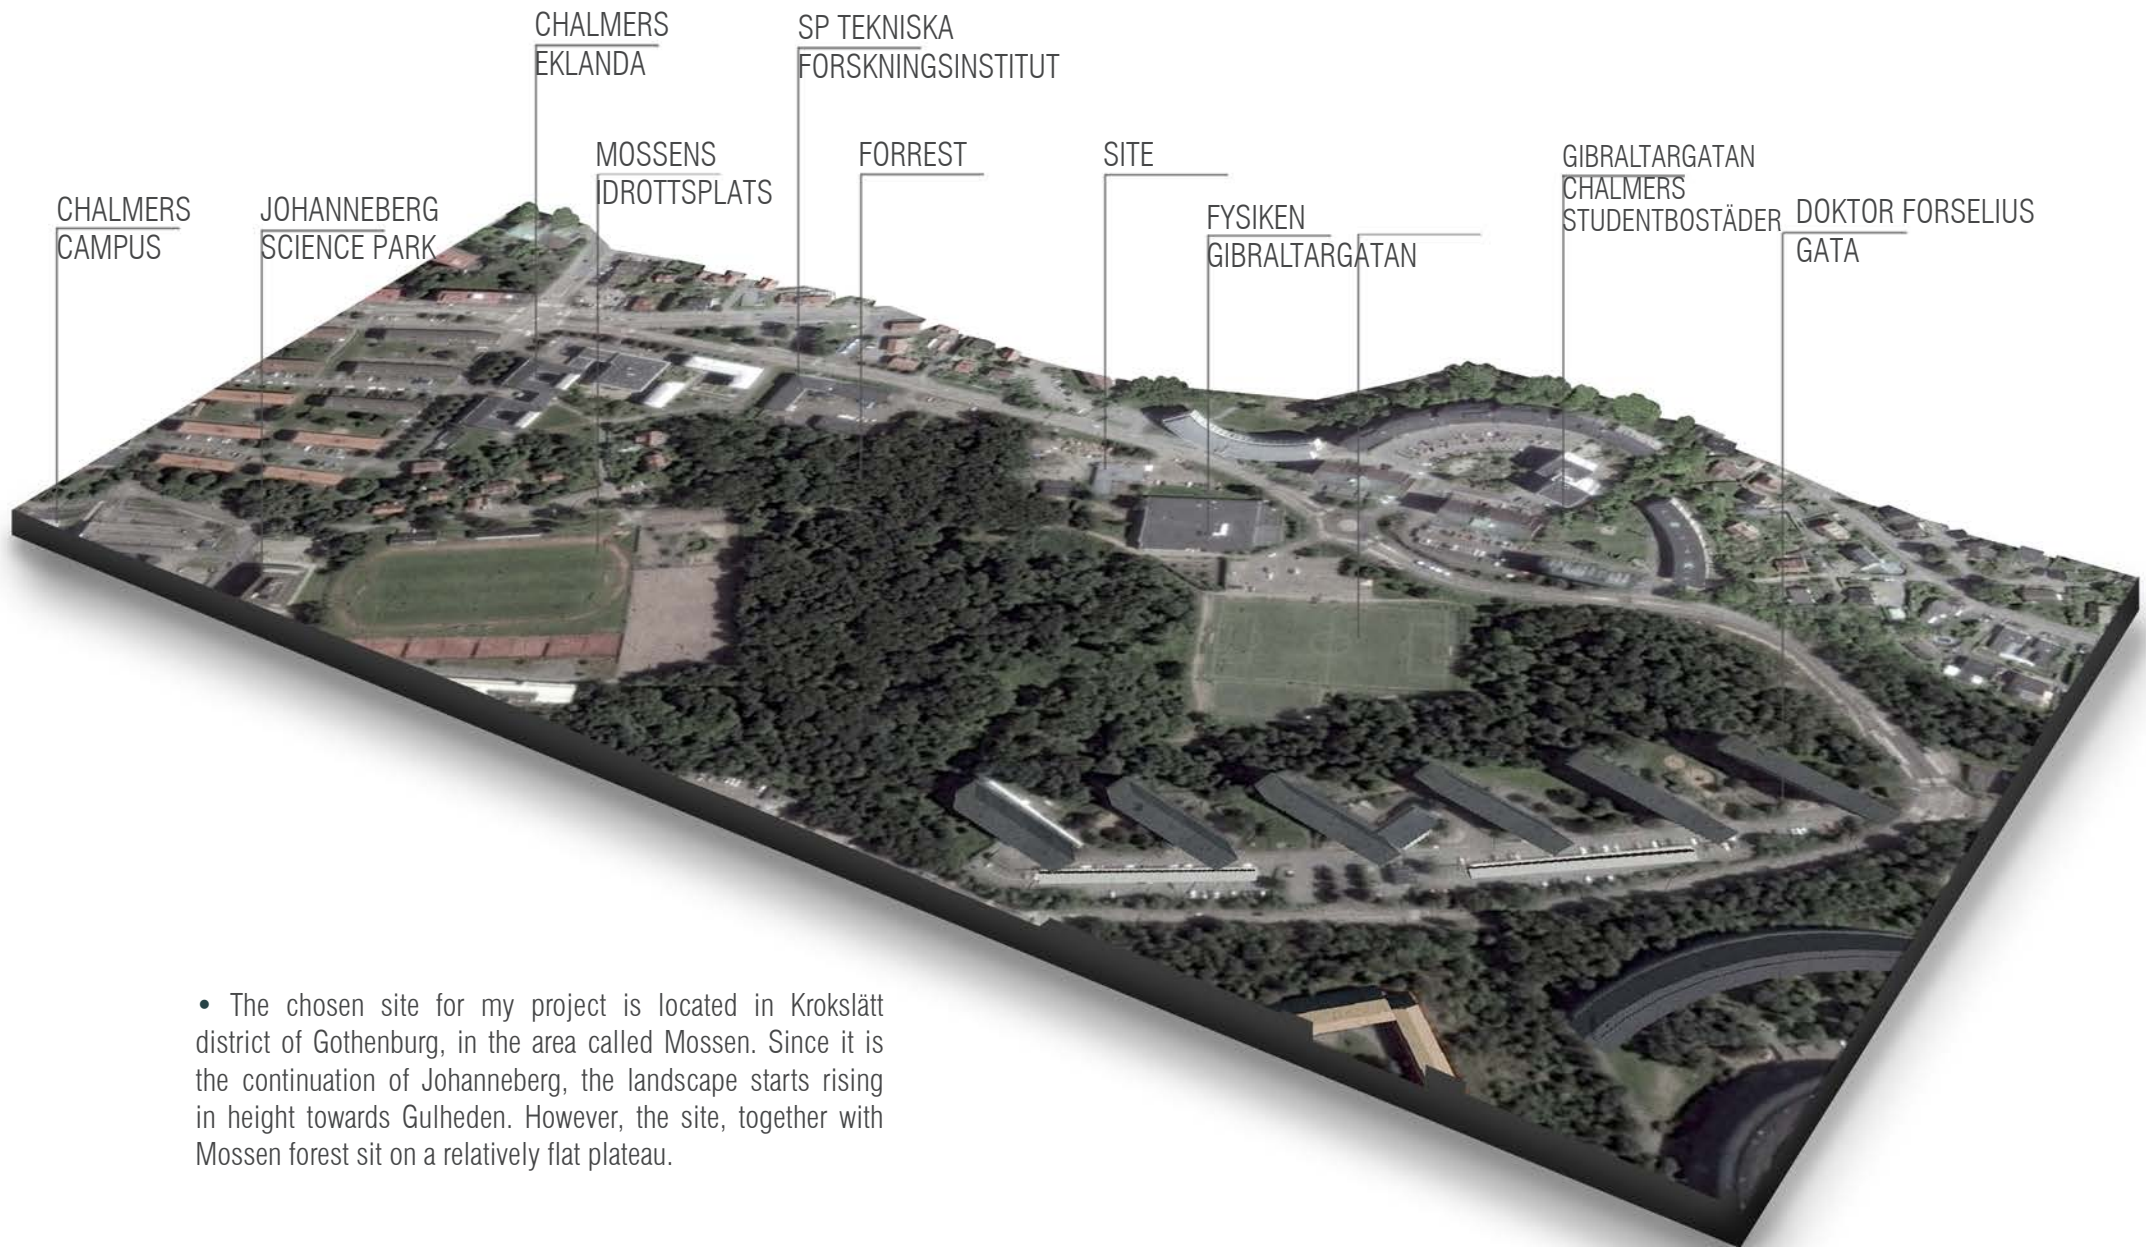 CHALMERS
EKLANDA
SP TEKNISKA
FORSKNINGSINSTITUT
MOSSENS
IDROTTSPLATS
FORREST
SITE
GIBRALTARGATAN
CHALMERS
STUDENTBOSTÄDER
CHALMERS
CAMPUS
JOHANNEBERG
SCIENCE PARK
FYSIKEN
GIBRALTARGATAN
DOKTOR FORSELIUS
GATA
• The chosen site for my project is located in Krokslätt
district of Gothenburg, in the area called Mossen. Since it is
the continuation of Johanneberg, the landscape starts rising
in height towards Gulheden. However, the site, together with
Mossen forest sit on a relatively flat plateau.